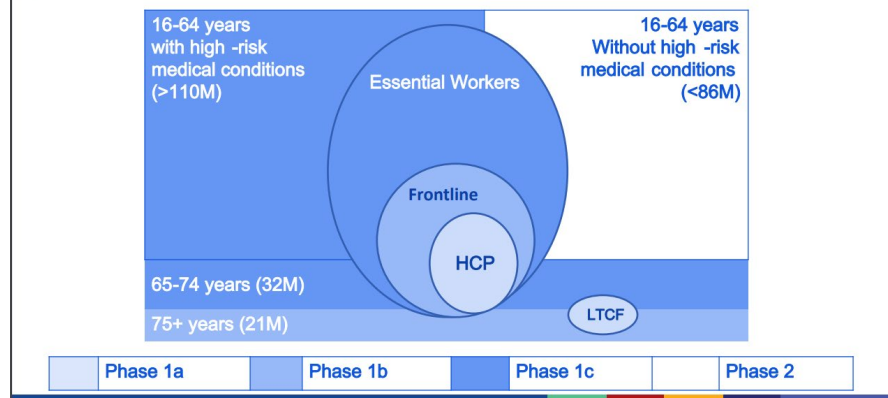 16-64 years
with high -risk
medical conditions
(>110M)
16-64 years
Without high -risk
medical conditions
(<86M)
Essential Workers
Frontline
HCP
65-74 years (32M)
75+ years (21M)
LTCF
Phase 1a
Phase 1b
Phase 1c
Phase 2